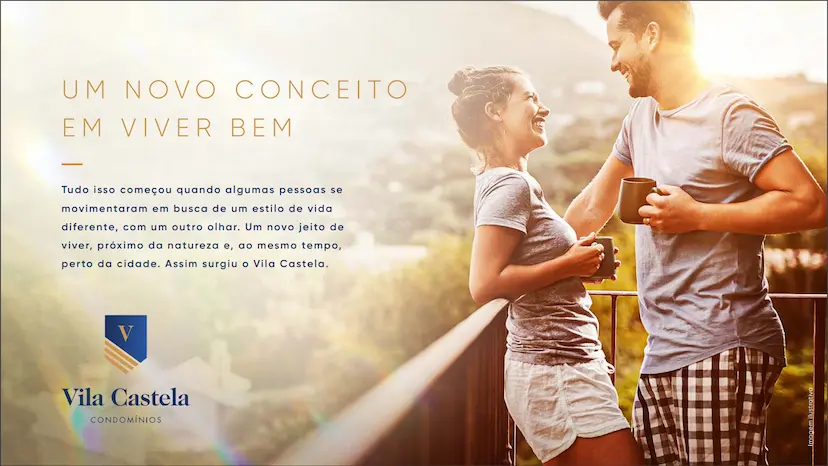 UM NOVO CONCEITO
EM VIVER BEM
Tudo isso começou quando algumas pessoas se
movimentaram em busca de um estilo de vida
diferente, com um outro olhar. Um novo jeito de
viver, próximo da natureza e, ao mesmo tempo,
perto da cidade. Assim surgiu o Vila Castela.
V
Vila Castela
CONDOMÍNIOS
Imagem ilustrativa